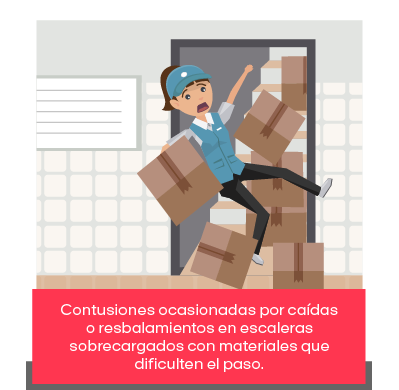 Contusiones ocasionadas por caídas
o resbalamientos en escaleras
sobrecargados con materiales que
dificulten el paso.